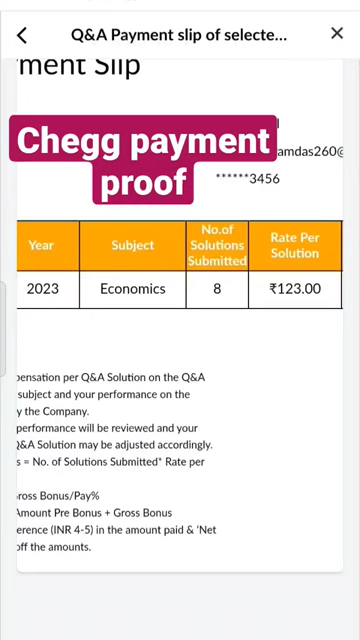 Q&A Payment slip of selecte...
ment Slip
Chegg payment
proof
amdas260@
******3456
Year Subject No.of Solutions Submitted Rate Per Solution
2023 Economics 8 ₹123.00
pensation per Q&A Solution on the Q&A
subject and your performance on the
y the Company.
performance will be reviewed and your
Q&A Solution may be adjusted accordingly.
s = No. of Solutions Submitted* Rate per
Gross Bonus/Pay%
Amount Pre Bonus + Gross Bonus
erence (INR 4-5) in the amount paid & 'Net
off the amounts.